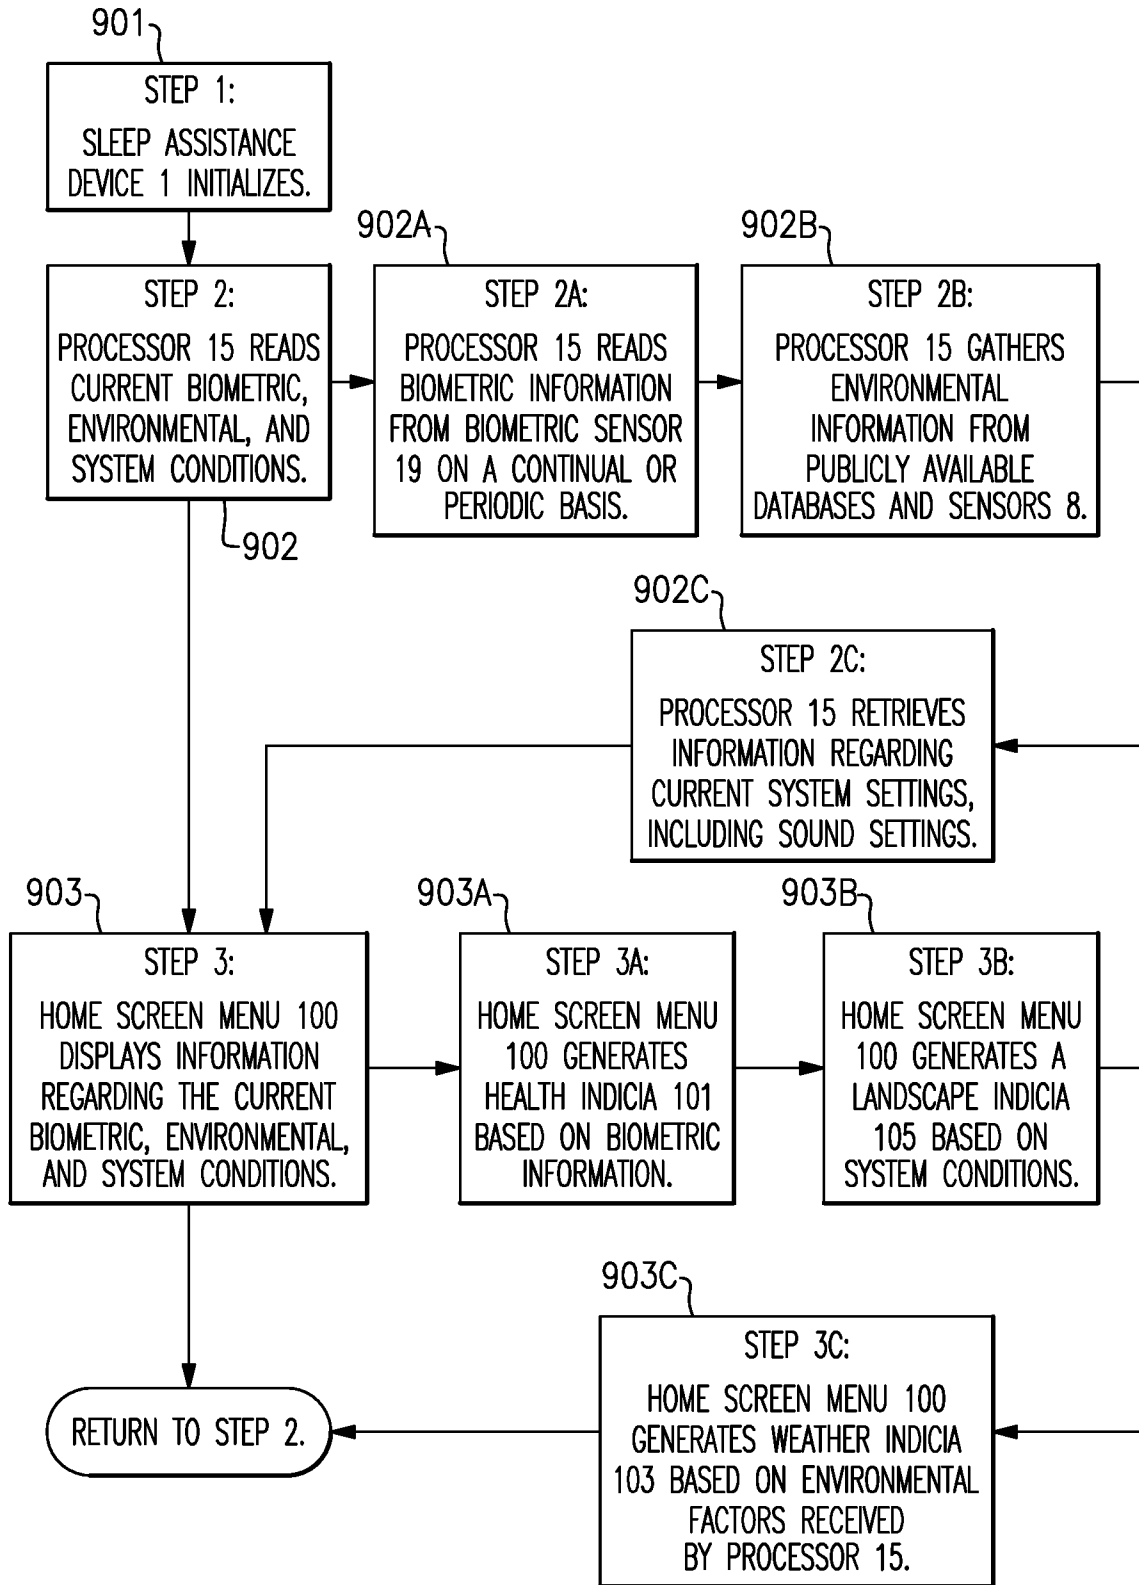 901
STEP 1:
SLEEP ASSISTANCE
DEVICE 1 INITIALIZES.
902A
902B
STEP 2:
PROCESSOR 15 READS
CURRENT BIOMETRIC,
ENVIRONMENTAL, AND
SYSTEM CONDITIONS.
902
STEP 2A:
PROCESSOR 15 READS
BIOMETRIC INFORMATION
FROM BIOMETRIC SENSOR
19 ON A CONTINUAL OR
PERIODIC BASIS.
STEP 2B:
PROCESSOR 15 GATHERS
ENVIRONMENTAL
INFORMATION FROM
PUBLICLY AVAILABLE
DATABASES AND SENSORS 8.
902C
STEP 2C:
PROCESSOR 15 RETRIEVES
INFORMATION REGARDING
CURRENT SYSTEM SETTINGS,
INCLUDING SOUND SETTINGS.
903
STEP 3:
HOME SCREEN MENU 100
DISPLAYS INFORMATION
REGARDING THE CURRENT
BIOMETRIC, ENVIRONMENTAL,
AND SYSTEM CONDITIONS.
903A
STEP 3A:
HOME SCREEN MENU
100 GENERATES
HEALTH INDICIA 101
BASED ON BIOMETRIC
INFORMATION.
903B
STEP 3B:
HOME SCREEN MENU
100 GENERATES A
LANDSCAPE INDICIA
105 BASED ON
SYSTEM CONDITIONS.
903C
STEP 3C:
HOME SCREEN MENU 100
GENERATES WEATHER INDICIA
103 BASED ON ENVIRONMENTAL
FACTORS RECEIVED
BY PROCESSOR 15.
RETURN TO STEP 2.